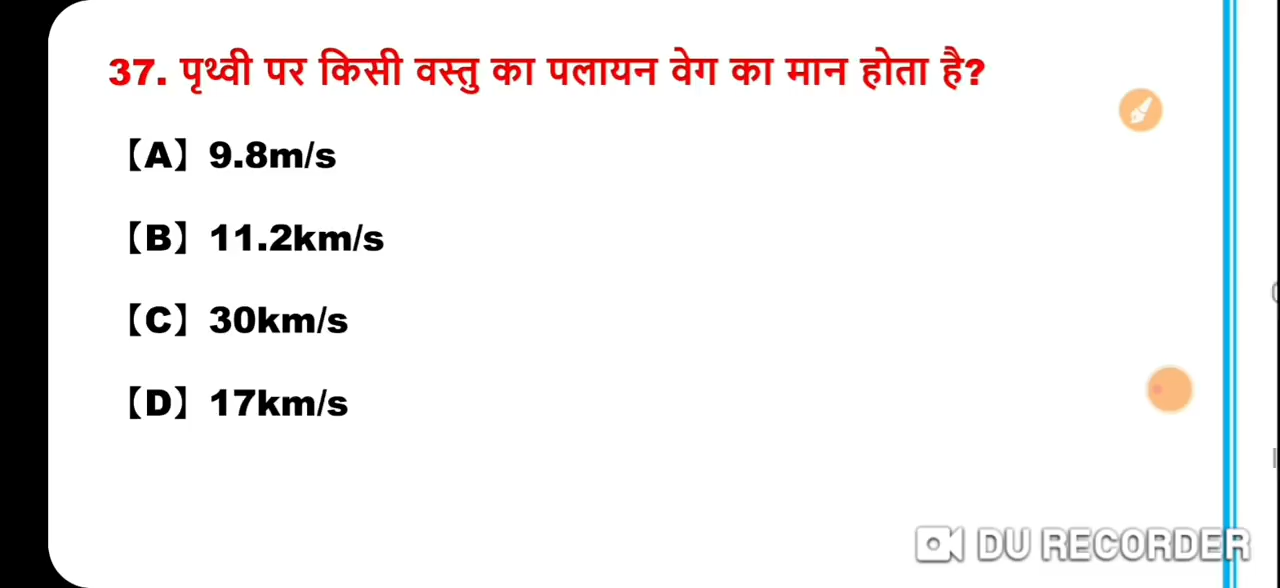 37. पृथ्वी पर किसी वस्तु का पलायन वेग का मान होता है?
【A】 9.8m/s
【B】 11.2km/s
【C】 30km/s
【D】 17km/s
DU RECORDER